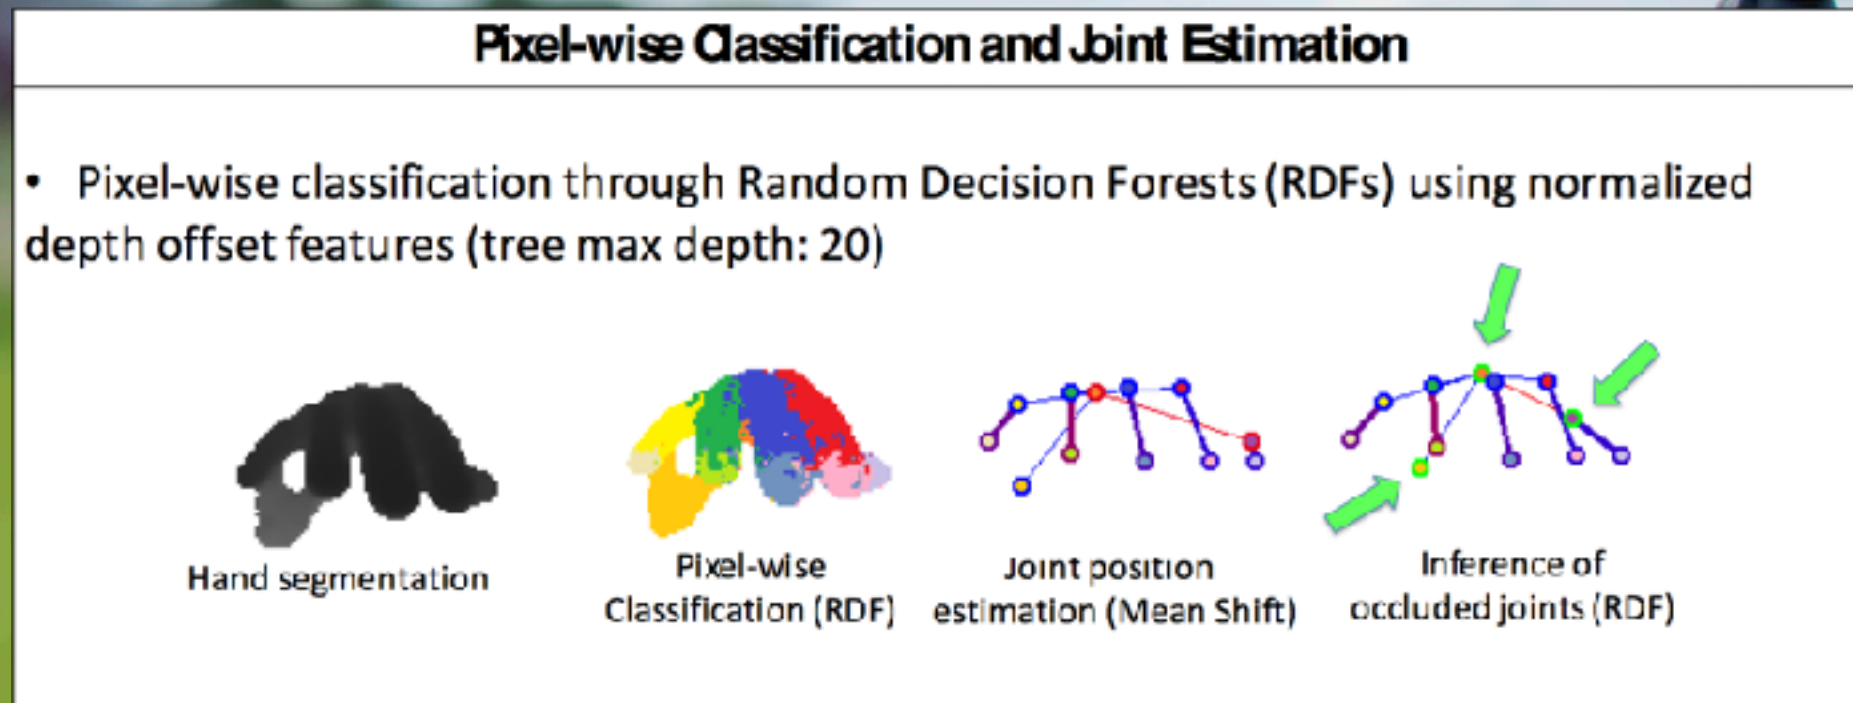 Pixel-wise Classification and Joint Estimation
• Pixel-wise classification through Random Decision Forests (RDFs) using normalized
depth offset features (tree max depth: 20)
Hand segmentation
Pixel-wise
Classification (RDF)
Joint position
estimation (Mean Shift)
Inference of
occluded joints (RDF)